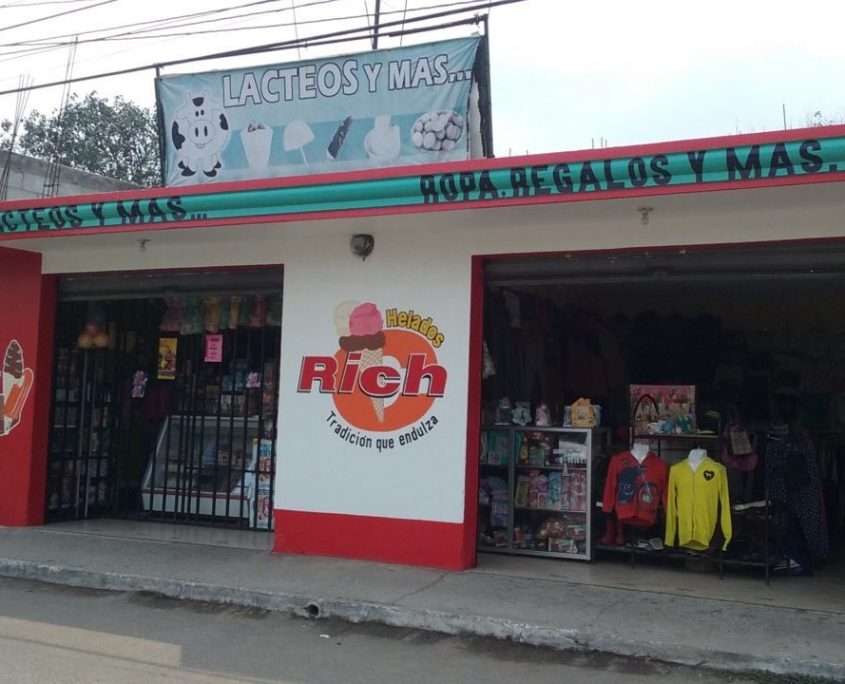 LACTEOS Y MAS...
LACTEOS Y MAS...
ROPA, REGALOS Y MAS.
Helados
Rich
Tradición que endulza